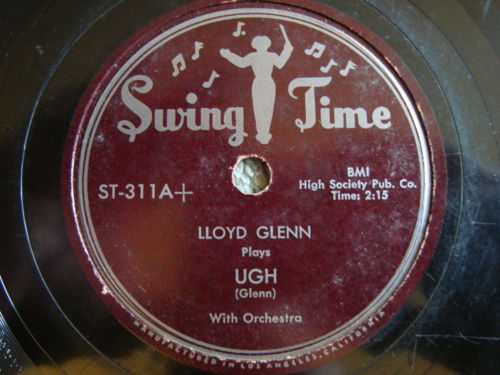 Swing Time
ST-311A+
BMI
High Society Pub. Co.
Time: 2:15
LLOYD GLENN
Plays
UGH
(Glenn)
With Orchestra
MANUFACTURED IN LOS ANGELES, CALIFORNIA